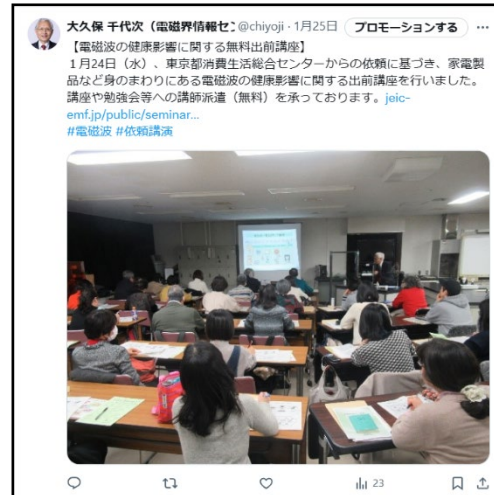 大久保 千代次（電磁界情報セン @chiyoji · 1月25日 プロモーションする …
【電磁波の健康影響に関する無料出前講座】
１月24日（水）、東京都消費生活総合センターからの依頼に基づき、家電製
品など身のまわりにある電磁波の健康影響に関する出前講座を行いました。
講座や勉強会等への講師派遣（無料）を承っております。jeic-
emf.jp/public/seminar...
#電磁波 #依頼講演
23